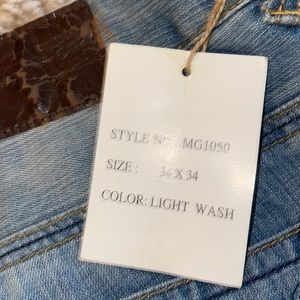 STYLE NO: MG1050
SIZE: 34 X 34
COLOR: LIGHT WASH